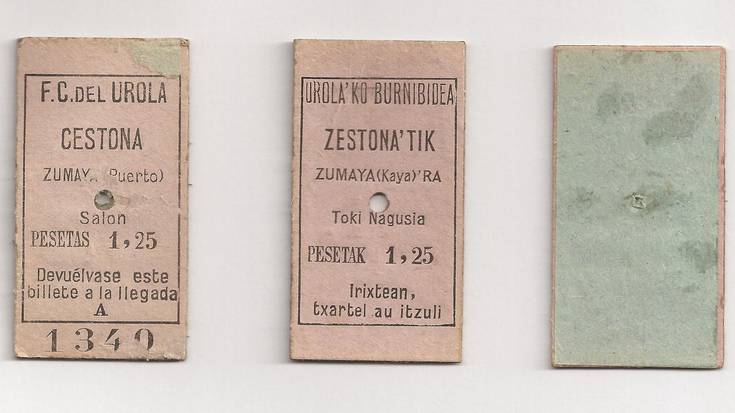 F.C. DEL UROLA
CESTONA
ZUMAYA (Puerto)
Salon
PESETAS 1,25
Devuélvase este
billete a la llegada
A
1340
UROLA'KO BURNIBIDEA
ZESTONA'TIK
ZUMAYA (Kaya)'RA
Toki Nagusia
PESETAK 1,25
Irixtean,
txartel au itzuli